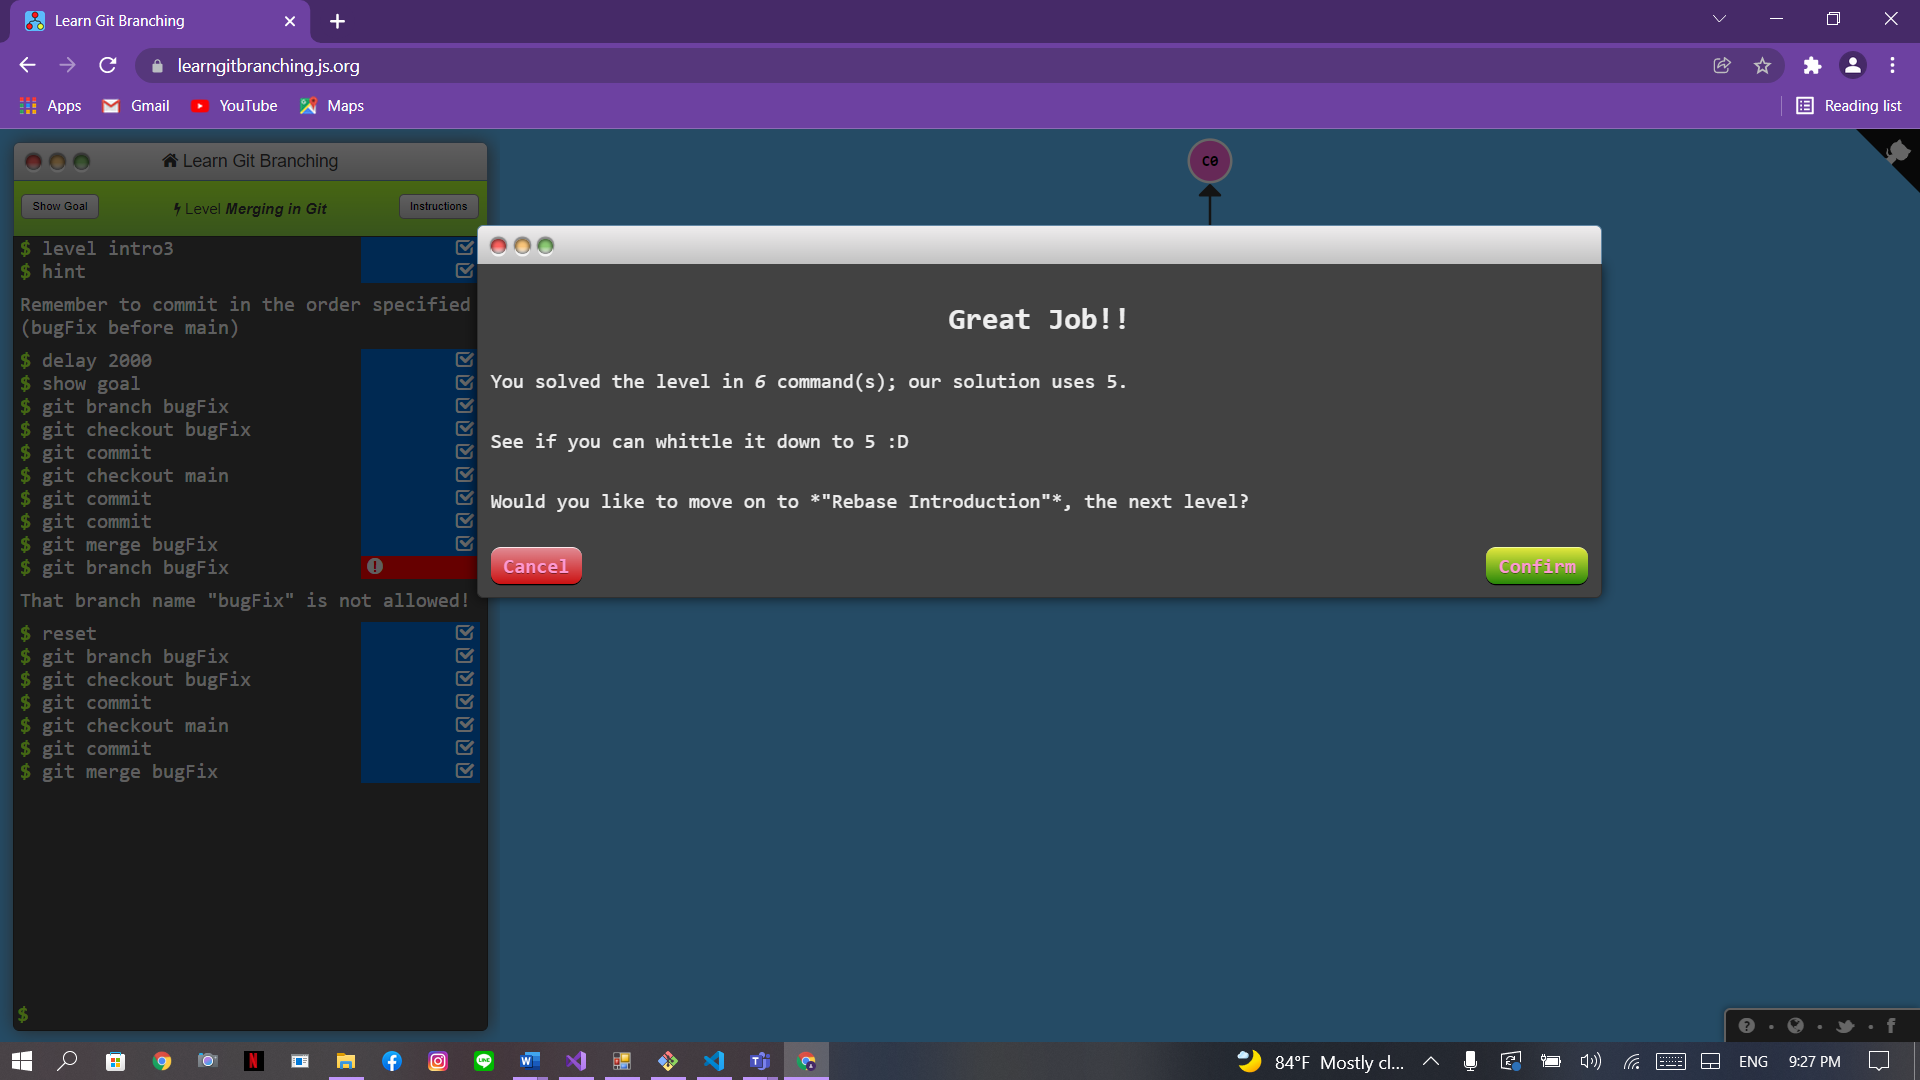 Learn Git Branching
learngitbranching.js.org
Apps
Gmail
YouTube
Maps
Reading list
Learn Git Branching
Show Goal
Level Merging in Git
Instructions
$ level intro3
$ hint
Remember to commit in the order specified
(bugFix before main)
$ delay 2000
$ show goal
$ git branch bugFix
$ git checkout bugFix
$ git commit
$ git checkout main
$ git commit
$ git commit
$ git merge bugFix
$ git branch bugFix
That branch name "bugFix" is not allowed!
$ reset
$ git branch bugFix
$ git checkout bugFix
$ git commit
$ git checkout main
$ git commit
$ git merge bugFix
$
C0
Great Job!!
You solved the level in 6 command(s); our solution uses 5.
See if you can whittle it down to 5 :D
Would you like to move on to *"Rebase Introduction"*, the next level?
Cancel
Confirm
84°F Mostly cl...
ENG
9:27 PM